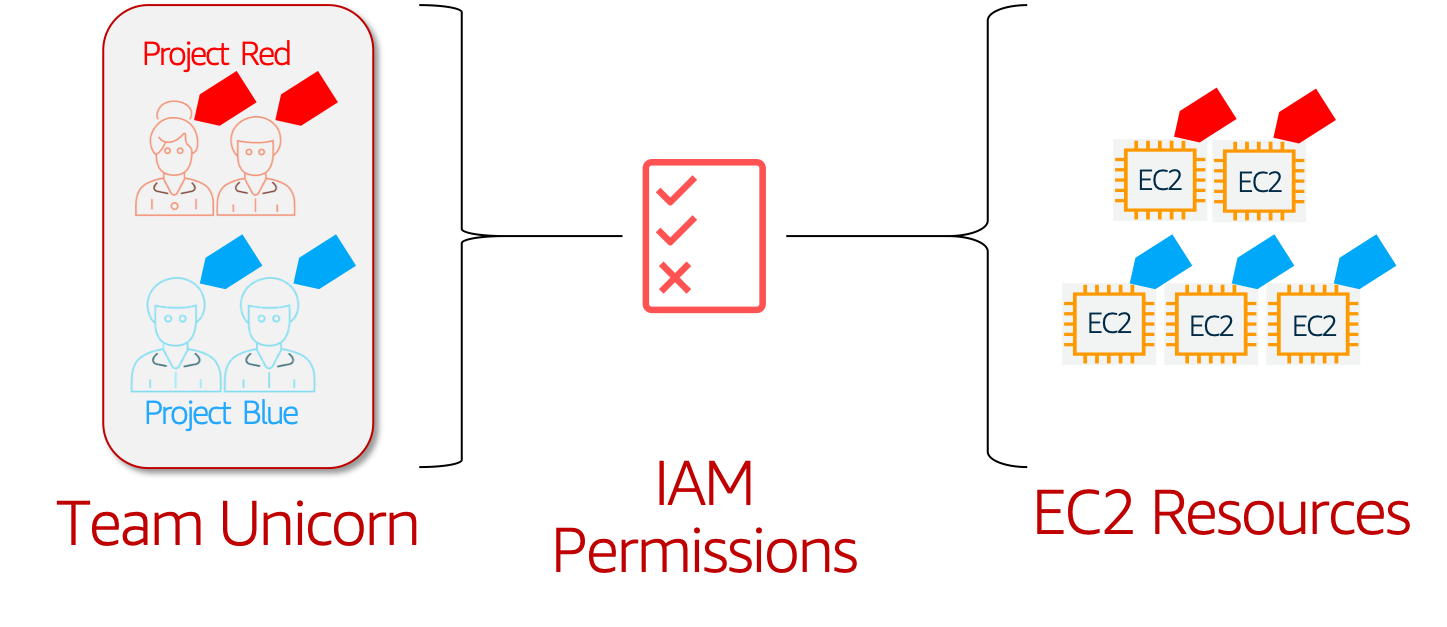 Project Red
Project Blue
Team Unicorn
IAM
Permissions
EC2
EC2
EC2
EC2
EC2
EC2 Resources